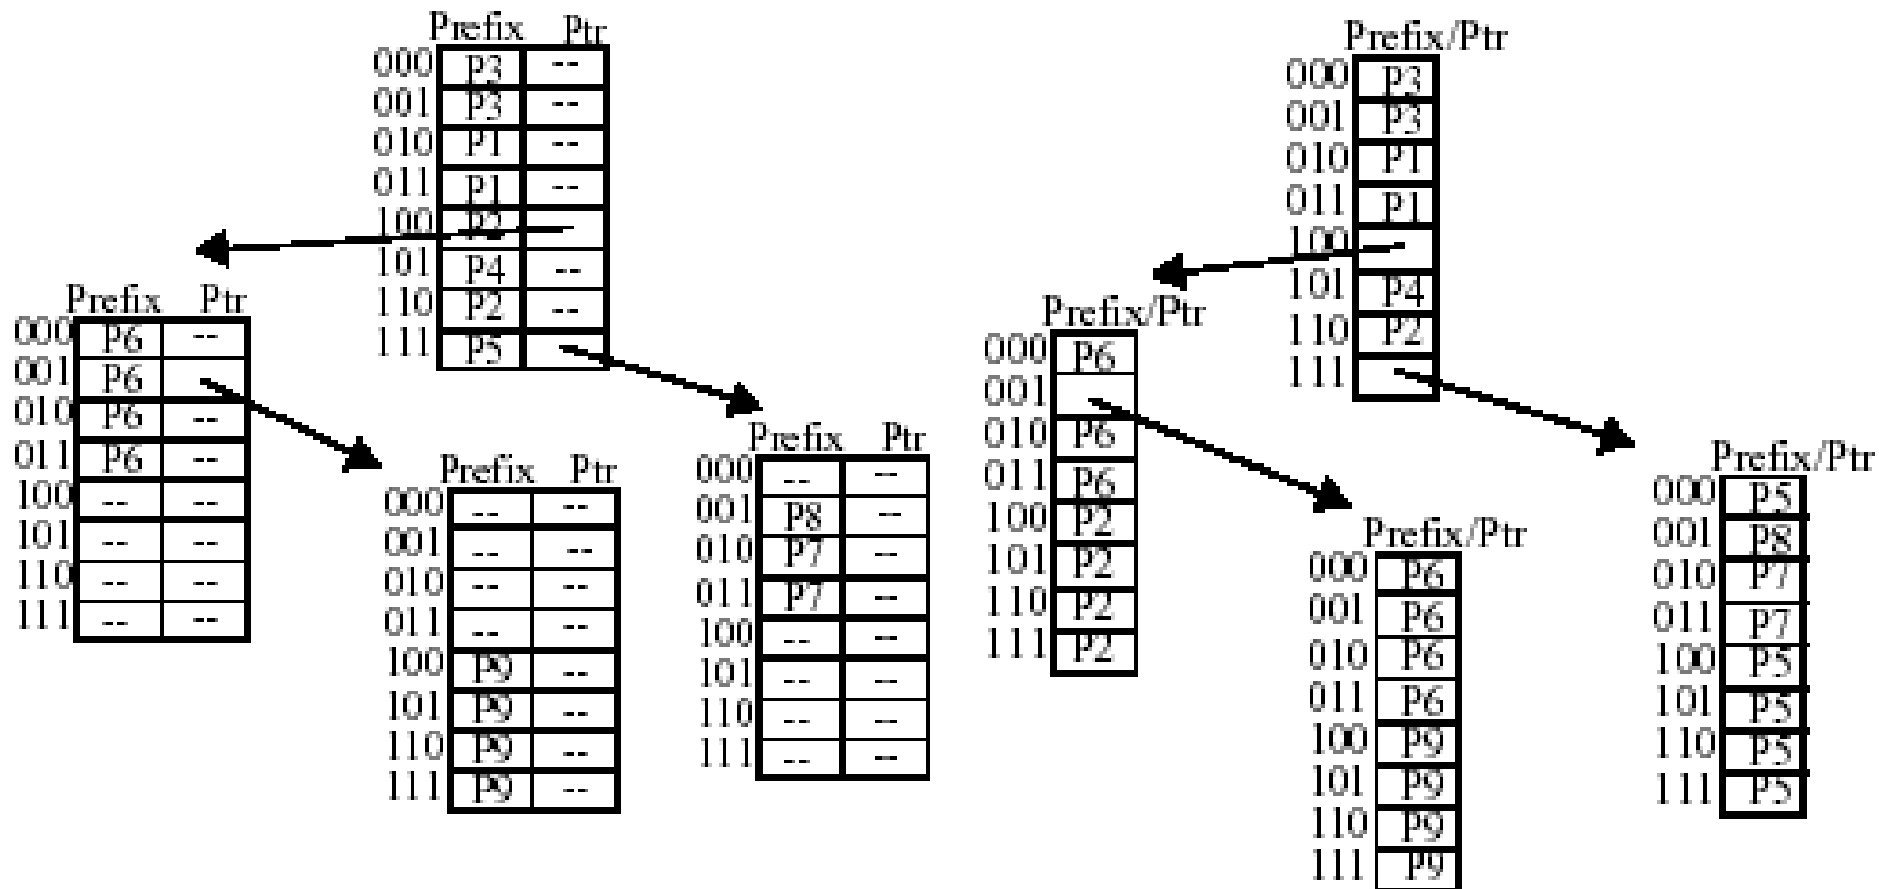 Prefix Ptr
000 P3 --
001 P3 --
010 P1 --
011 P1 --
100 P2
101 P4 --
110 P2 --
111 P5
Prefix Ptr
000 P6 --
001 P6
010 P6 --
011 P6 --
100 -- --
101 -- --
110 -- --
111 -- --
Prefix Ptr
000 -- --
001 -- --
010 -- --
011 -- --
100 P9 --
101 P9 --
110 P9 --
111 P9 --
Prefix Ptr
000 -- --
001 P8 --
010 P7 --
011 P7 --
100 -- --
101 -- --
110 -- --
111 -- --
Prefix/Ptr
000 P3
001 P3
010 P1
011 P1
100
101 P4
110 P2
111
Prefix/Ptr
000 P6
001
010 P6
011 P6
100 P2
101 P2
110 P2
111 P2
Prefix/Ptr
000 P6
001 P6
010 P6
011 P6
100 P9
101 P9
110 P9
111 P9
Prefix/Ptr
000 P5
001 P8
010 P7
011 P7
100 P5
101 P5
110 P5
111 P5